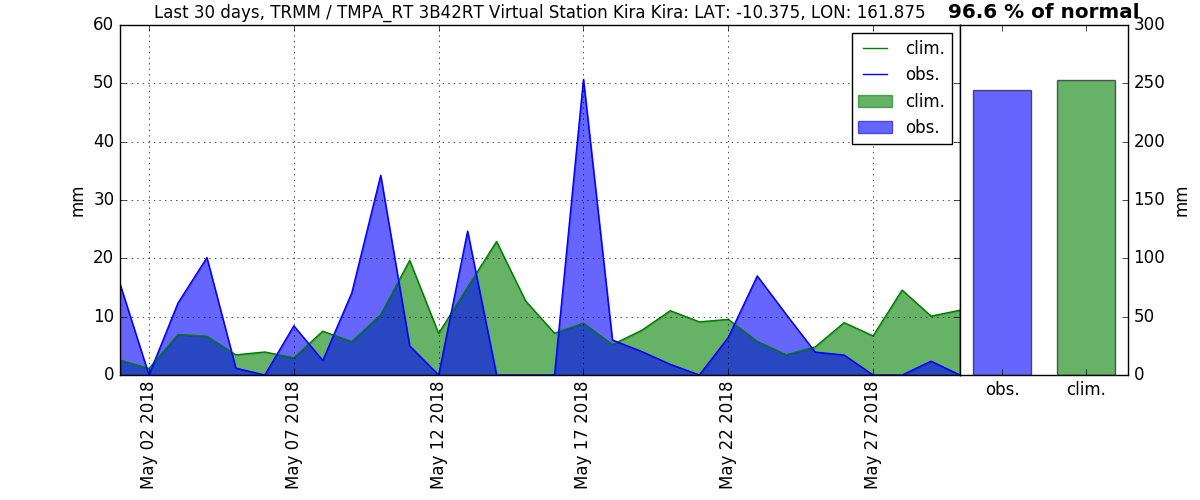 Last 30 days, TRMM / TMPA_RT 3B42RT Virtual Station Kira Kira: LAT: -10.375, LON: 161.875
96.6 % of normal
60
50
40
30
20
10
0
mm
clim.
obs.
clim.
obs.
May 02 2018
May 07 2018
May 12 2018
May 17 2018
May 22 2018
May 27 2018
300
250
200
150
100
50
0
mm
obs.
clim.